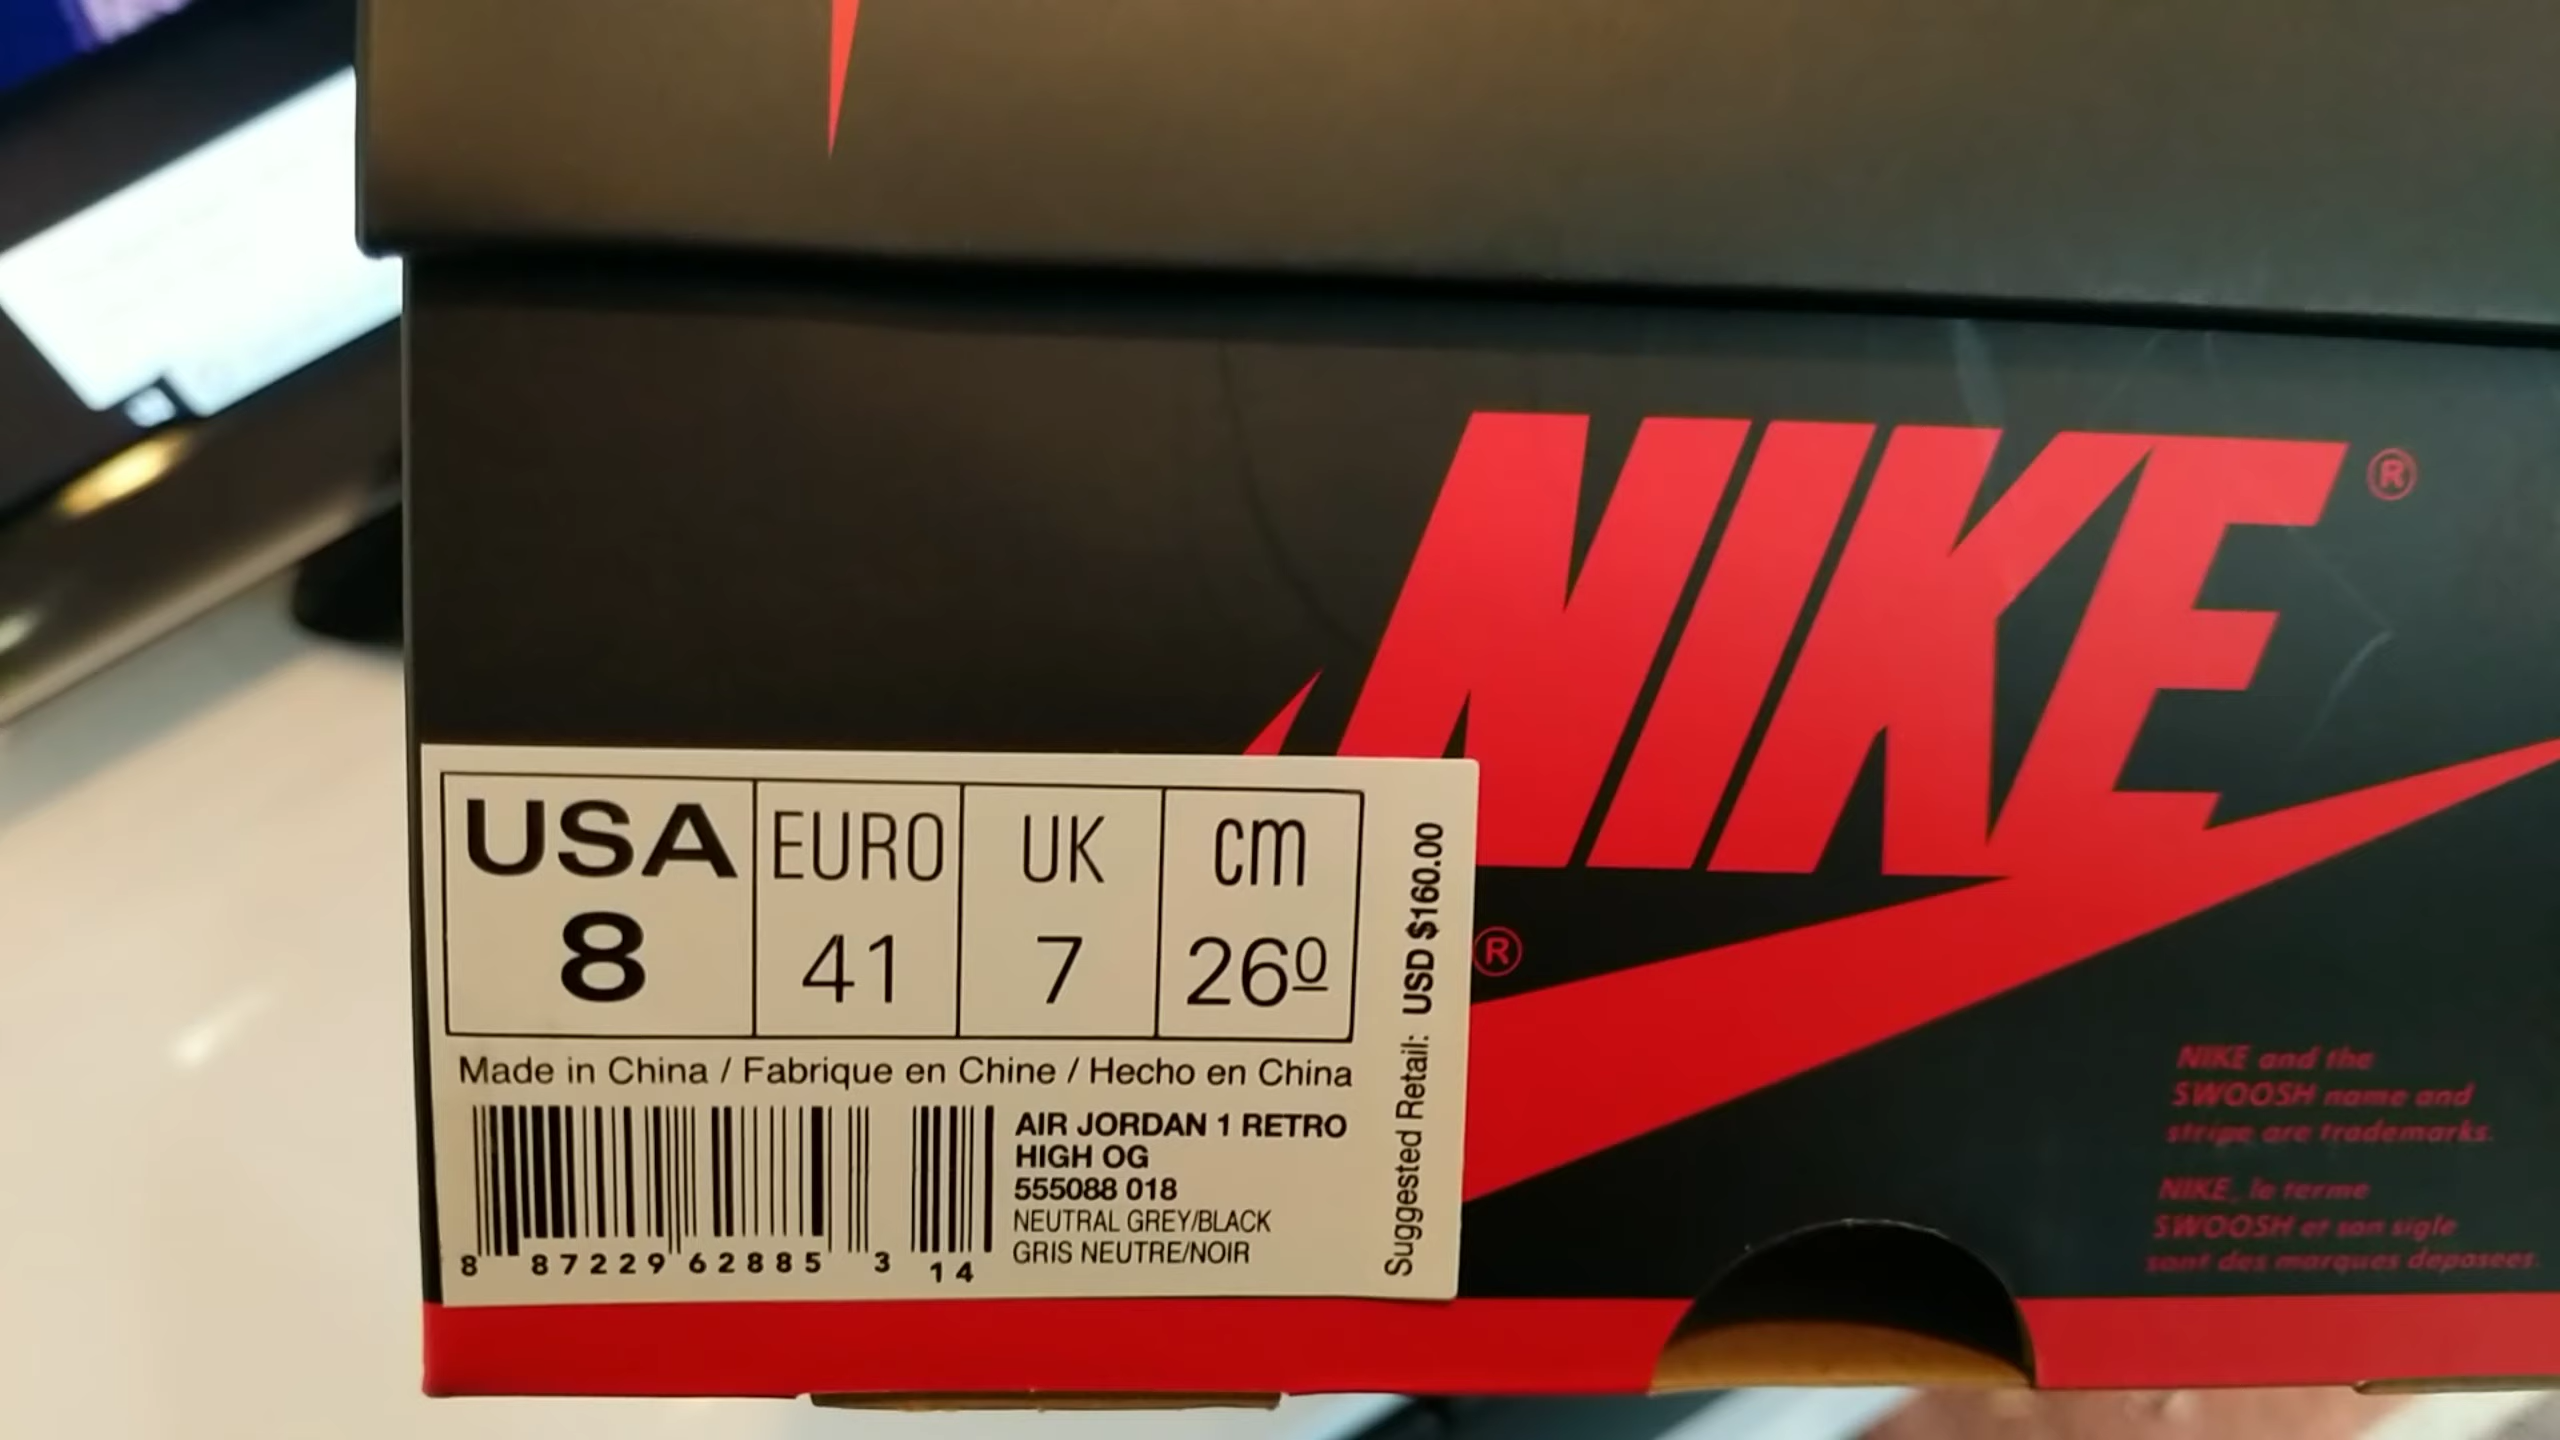 NIKE®
®
USA EURO UK cm
8 41 7 260
Made in China / Fabrique en Chine / Hecho en China
AIR JORDAN 1 RETRO
HIGH OG
555088 018
NEUTRAL GREY/BLACK
GRIS NEUTRE/NOIR
8 87229 62885 3 14
Suggested Retail: USD $160.00
NIKE and the
SWOOSH name and
stripe are trademarks.
NIKE, le terme
SWOOSH et son sigle
sont des marques deposees.